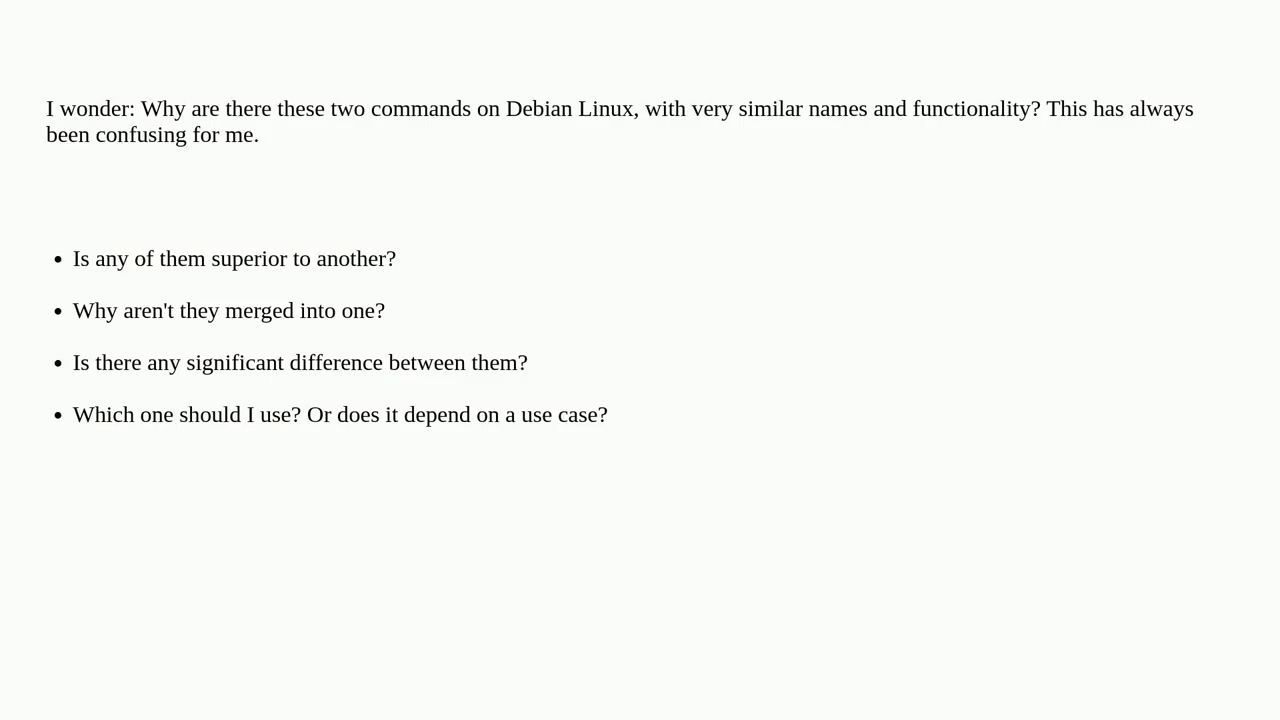 I wonder: Why are there these two commands on Debian Linux, with very similar names and functionality? This has always
been confusing for me.
• Is any of them superior to another?
• Why aren't they merged into one?
• Is there any significant difference between them?
• Which one should I use? Or does it depend on a use case?